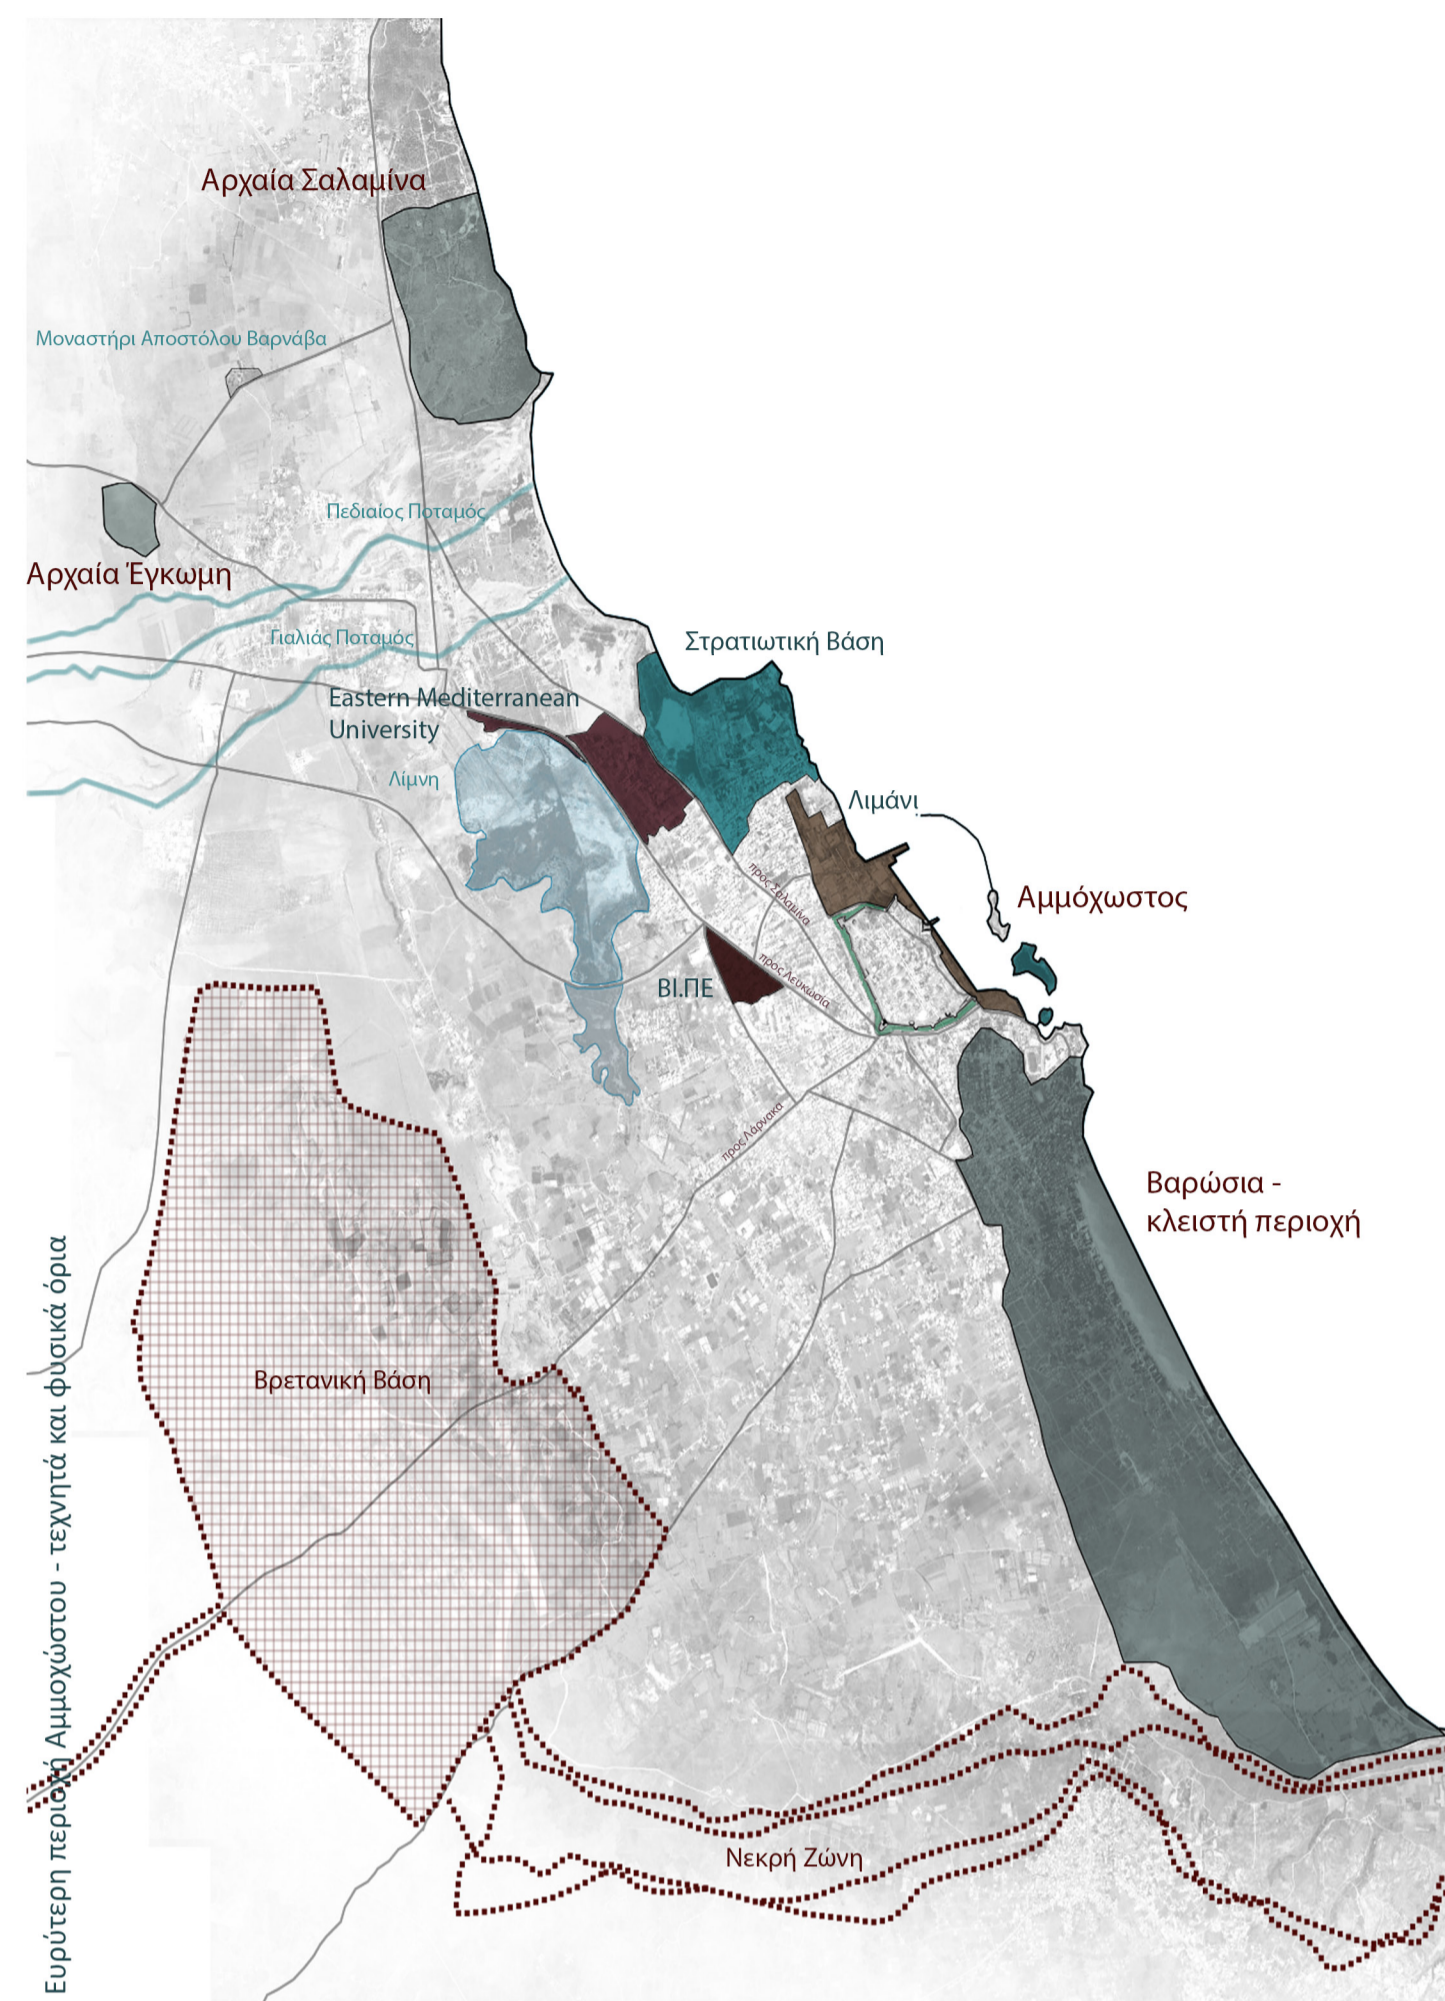 Αρχαία Σαλαμίνα
Μοναστήρι Αποστόλου Βαρνάβα
Πεδιαίος Ποταμός
Αρχαία Έγκωμη
Γιαλιάς Ποταμός
Στρατιωτική Βάση
Eastern Mediterranean
University
Λίμνη
Λιμάνι
προς Σαλαμίνα
Αμμόχωστος
προς Λευκωσία
ΒΙ.ΠΕ
προς Λάρνακα
Βαρώσια -
κλειστή περιοχή
Βρετανική Βάση
Νεκρή Ζώνη
Ευρύτερη περιοχή Αμμοχώστου - τεχνητά και φυσικά όρια